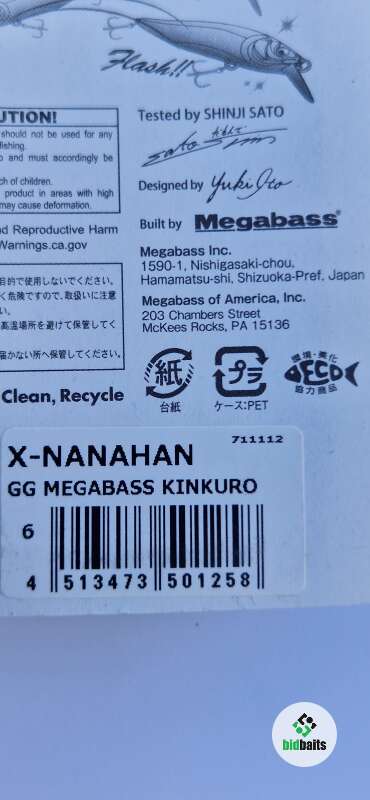 Flash!!
UTION!
should not be used for any
fishing.
and must accordingly be
ch of children.
product in areas with high
may cause deformation.
d Reproductive Harm
Warnings.ca.gov
目的で使用しないでください。
く危険ですので、取扱いに注意
い。
高温場所を避けて保管してく
届かない所へ保管してください。
Clean, Recycle
Tested by SHINJI SATO
Designed by Yuki Ito
Built by Megabass®
Megabass Inc.
1590-1, Nishigasaki-chou,
Hamamatsu-shi, Shizuoka-Pref, Japan
Megabass of America, Inc.
203 Chambers Street
McKees Rocks, PA 15136
紙
台紙
プラ
ケース:PET
環境・美化
ECO
協力商品
711112
X-NANAHAN
GG MEGABASS KINKURO
6
4 513473 501258
bidbaits